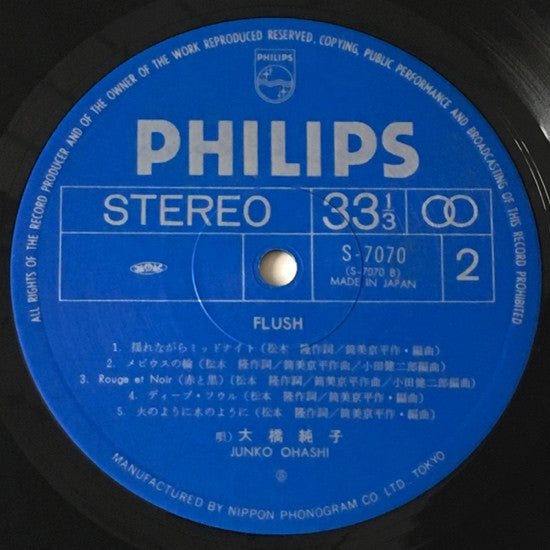 ALL RIGHTS OF THE RECORD PRODUCER AND OF THE OWNER OF THE WORK REPRODUCED RESERVED. COPYING, PUBLIC PERFORMANCE AND BROADCASTING OF THIS RECORD PROHIBITED
PHILIPS
PHILIPS
STEREO 33 1/3
S-7070
(S-7070 B)
MADE IN JAPAN
2
FLUSH
1. 揺れながらミッドナイト(松本 隆作詞/筒美京平作・編曲)
2. メビウスの輪(松本 隆作詞/筒美京平作曲/小田健二郎編曲)
3. Rouge et Noir(赤と黒)(松本 隆作詞/筒美京平作曲/小田健二郎編曲)
4. ディープ・ソウル(松本 隆作詞/筒美京平作・編曲)
5. 火のように水のように(松本 隆作詞/筒美京平作・編曲)
唄)大橋純子
JUNKO OHASHI
MANUFACTURED BY NIPPON PHONOGRAM CO. LTD., TOKYO